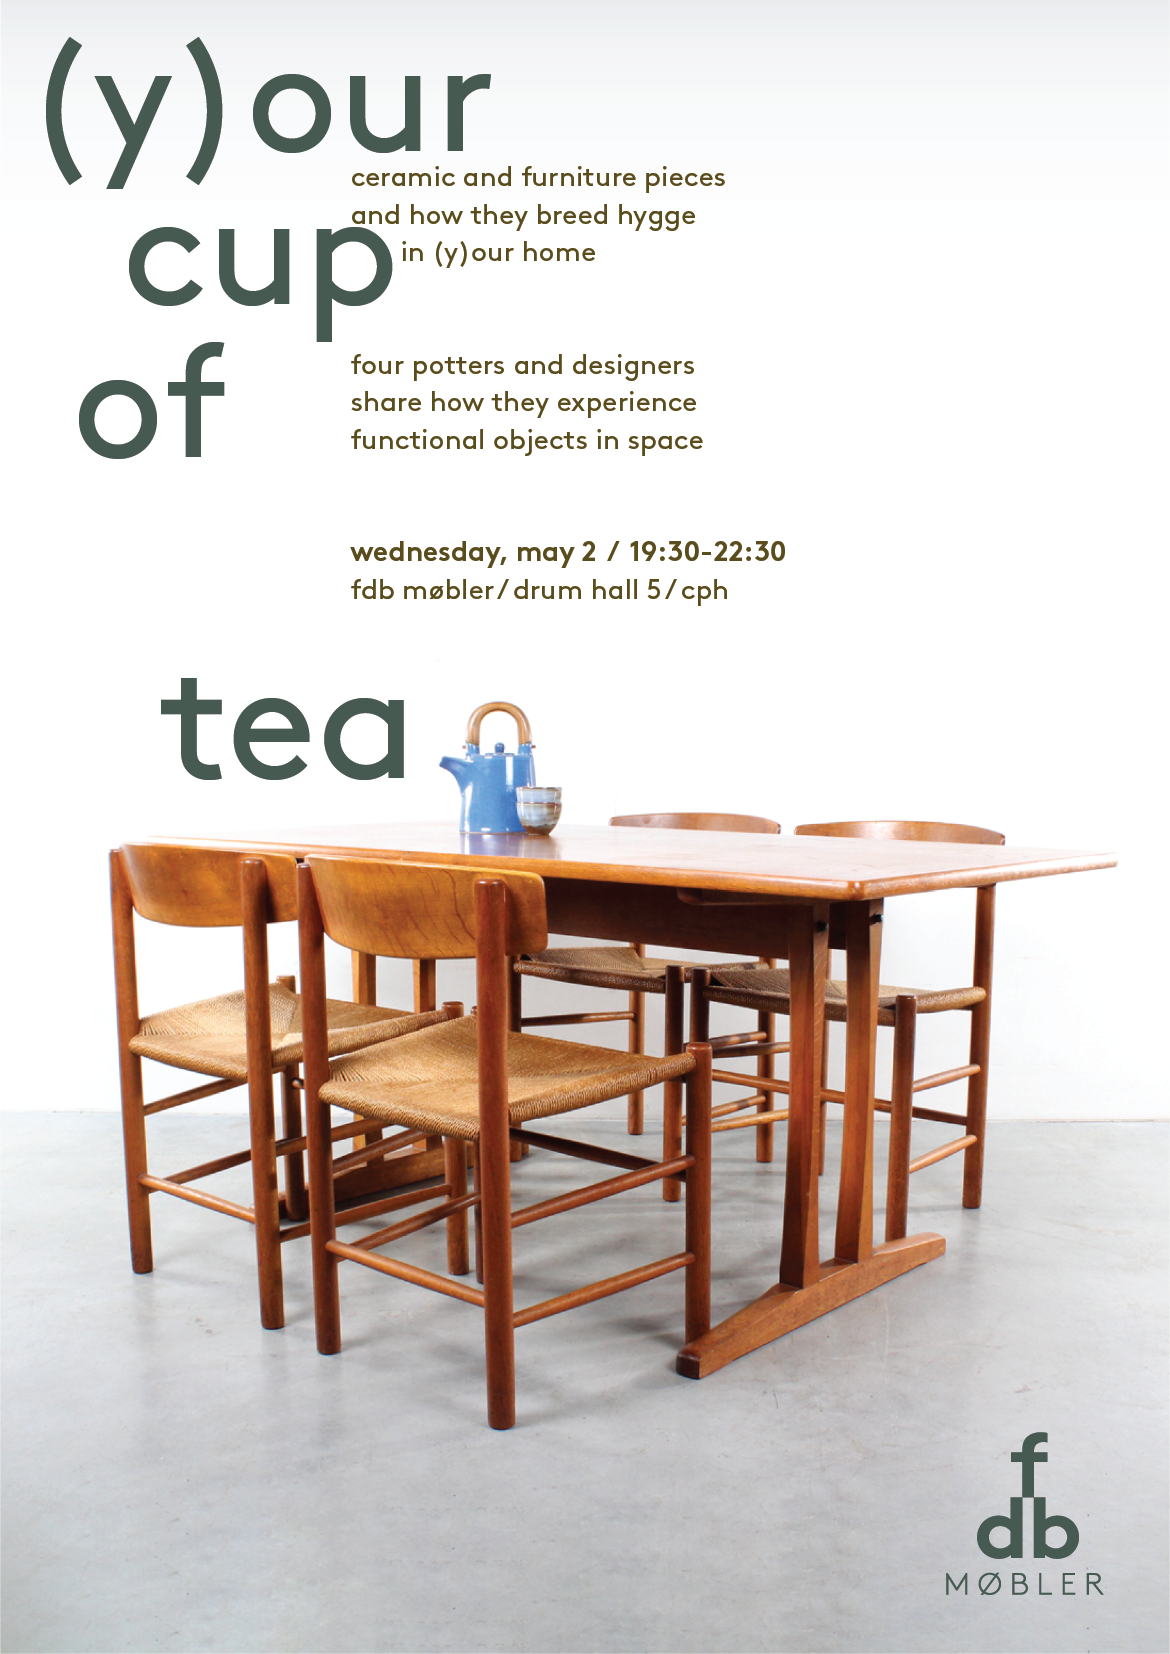 (y)our
ceramic and furniture pieces
and how they breed hygge
in (y)our home
cup
of
four potters and designers
share how they experience
functional objects in space
wednesday, may 2 / 19:30-22:30
fdb møbler/drum hall 5/cph
tea
f
db
MØBLER